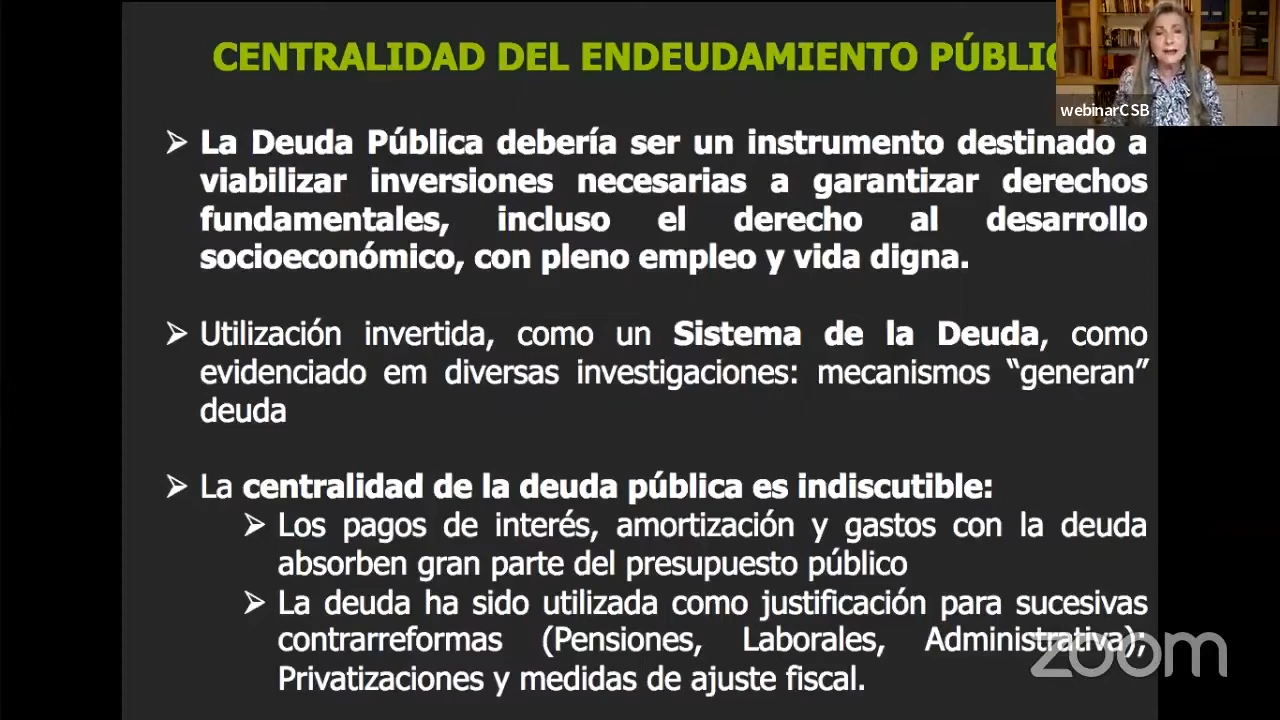 CENTRALIDAD DEL ENDEUDAMIENTO PÚBLI
webinarCSB
➢ La Deuda Pública debería ser un instrumento destinado a
viabilizar inversiones necesarias a garantizar derechos
fundamentales, incluso el derecho al desarrollo
socioeconómico, con pleno empleo y vida digna.
➢ Utilización invertida, como un Sistema de la Deuda, como
evidenciado em diversas investigaciones: mecanismos “generan”
deuda
➢ La centralidad de la deuda pública es indiscutible:
➢ Los pagos de interés, amortización y gastos con la deuda
absorben gran parte del presupuesto público
➢ La deuda ha sido utilizada como justificación para sucesivas
contrarreformas (Pensiones, Laborales, Administrativa);
Privatizaciones y medidas de ajuste fiscal.
zoom